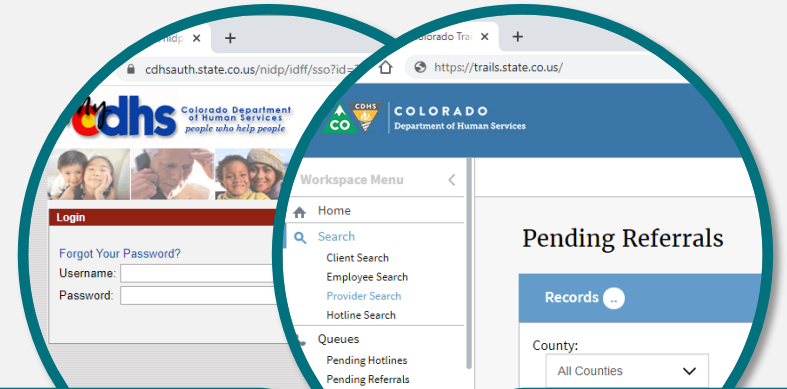 cdhsauth.state.co.us/nidp/idff/sso?id=
cdhs
Colorado Department
of Human Services
people who help people
Login
Forgot Your Password?
Username:
Password:
https://trails.state.co.us/
CO
CDHS
COLORADO
Department of Human Services
Workspace Menu
Home
Search
Client Search
Employee Search
Provider Search
Hotline Search
Queues
Pending Hotlines
Pending Referrals
Pending Referrals
Records ..
County:
All Counties